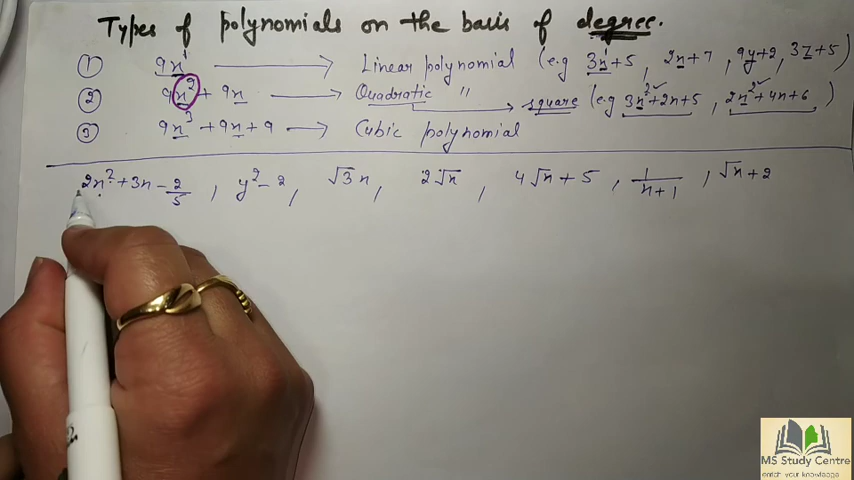 Types of polynomials on the basis of degree.
① 9x¹ → Linear polynomial (e.g 3x¹+5, 2x+7, 9y+2, 3z+5)
② 9x² + 9x → Quadratic " → square (e.g 3x²+2x+5, 2x²+4x+6)
③ 9x³ + 9x + 9 → Cubic polynomial
2x²+3x-2/5, y²-2, √3x, 2√x, 4√x+5, 1/x+1, √x+2
MS Study Centre
enrich your knowledge